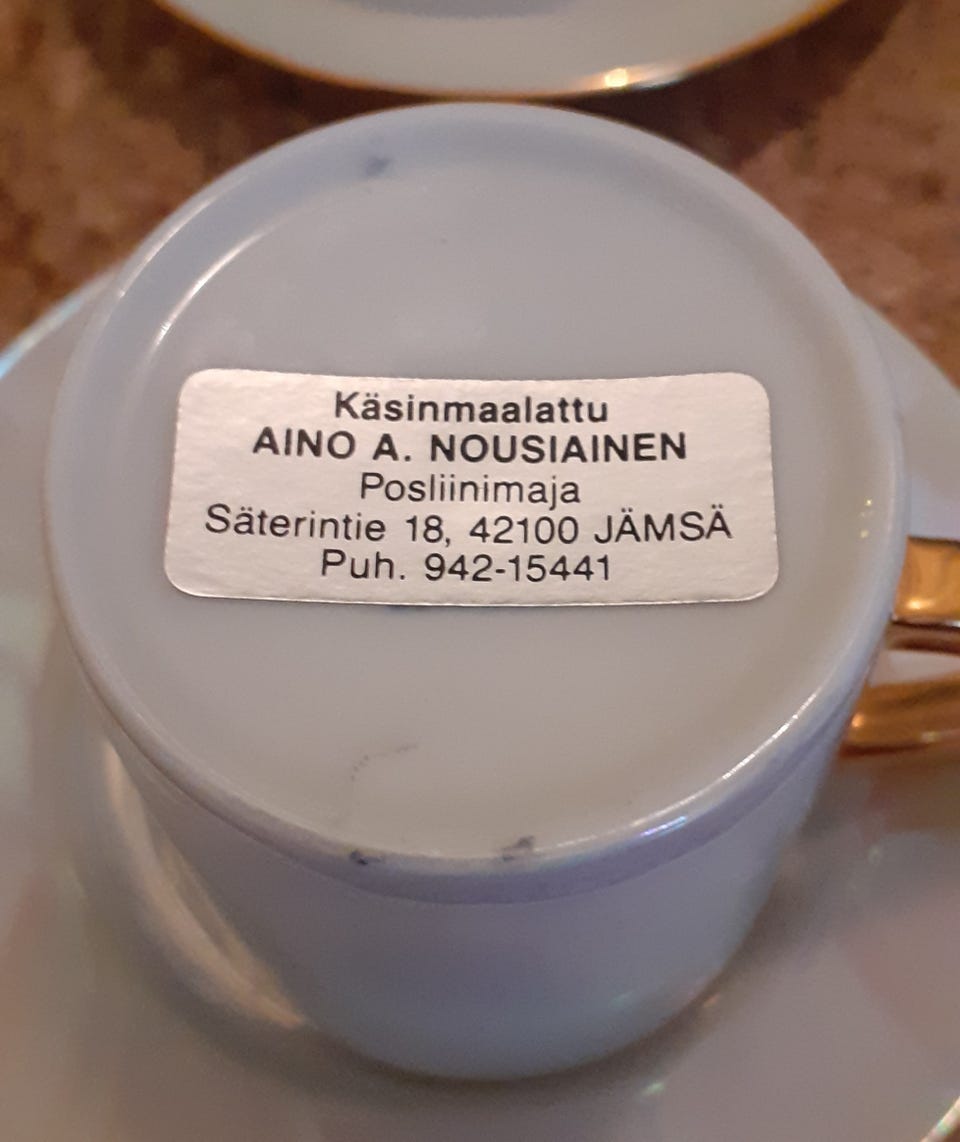 Käsinmaalattu
AINO A. NOUSIAINEN
Posliinimaja
Säterintie 18, 42100 JÄMSÄ
Puh. 942-15441